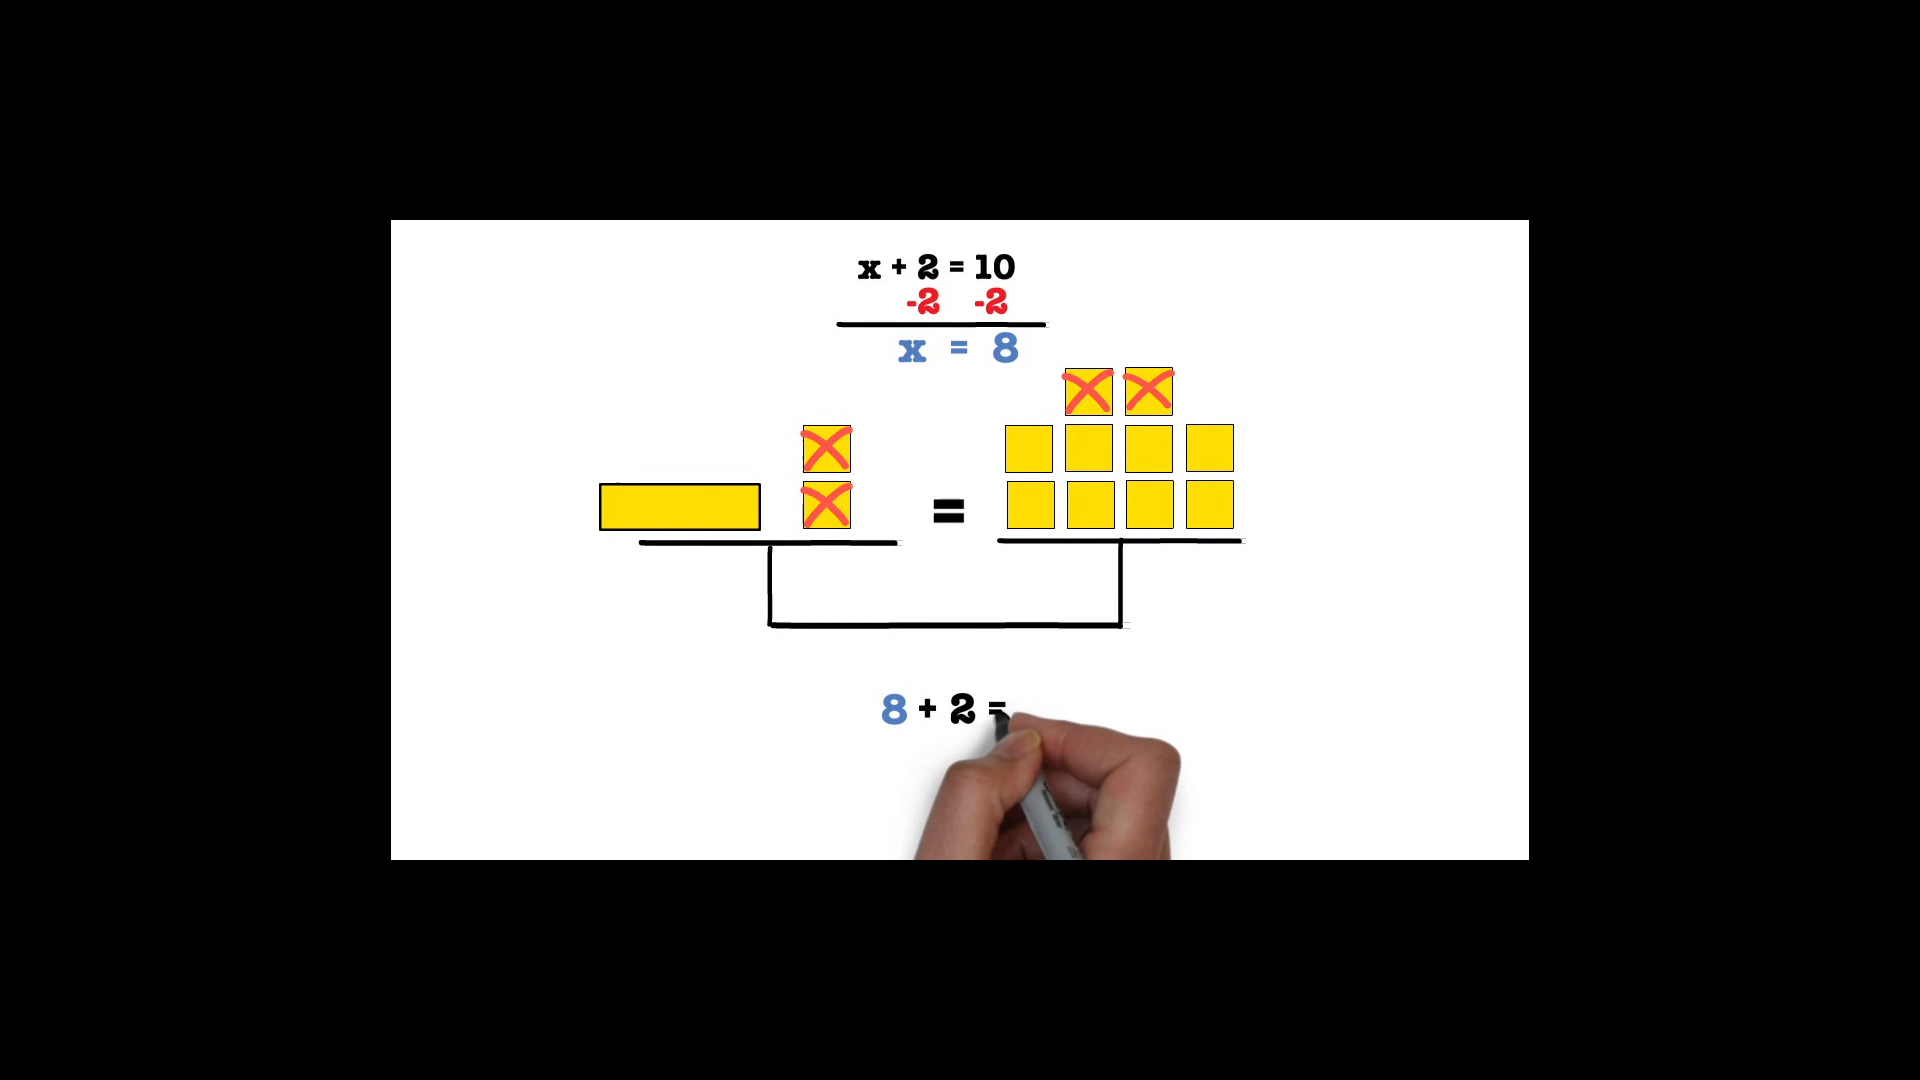 x + 2 = 10
-2 -2
x = 8
=
8 + 2 =